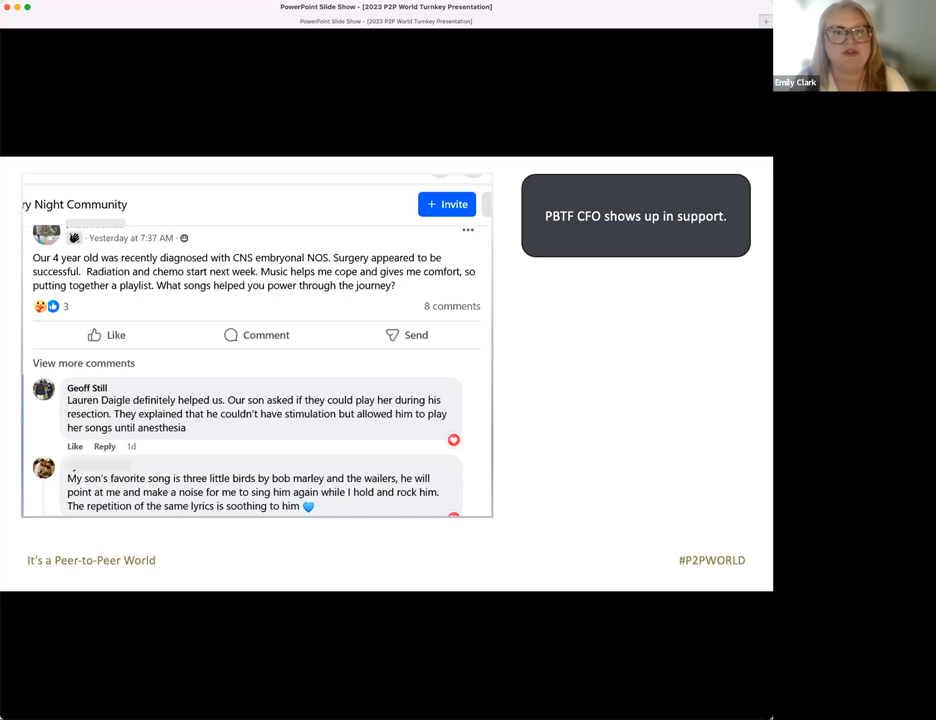 PowerPoint Slide Show - [2023 P2P World Turnkey Presentation]
PowerPoint Slide Show - [2023 P2P World Turnkey Presentation]
Emily Clark
ry Night Community
+ Invite
Yesterday at 7:37 AM ·
Our 4 year old was recently diagnosed with CNS embryonal NOS. Surgery appeared to be
successful. Radiation and chemo start next week. Music helps me cope and gives me comfort, so
putting together a playlist. What songs helped you power through the journey?
3
8 comments
Like
Comment
Send
View more comments
Geoff Still
Lauren Daigle definitely helped us. Our son asked if they could play her during his
resection. They explained that he couldn't have stimulation but allowed him to play
her songs until anesthesia
Like Reply 1d
My son's favorite song is three little birds by bob marley and the wailers, he will
point at me and make a noise for me to sing him again while I hold and rock him.
The repetition of the same lyrics is soothing to him 💙
PBTF CFO shows up in support.
It's a Peer-to-Peer World
#P2PWORLD